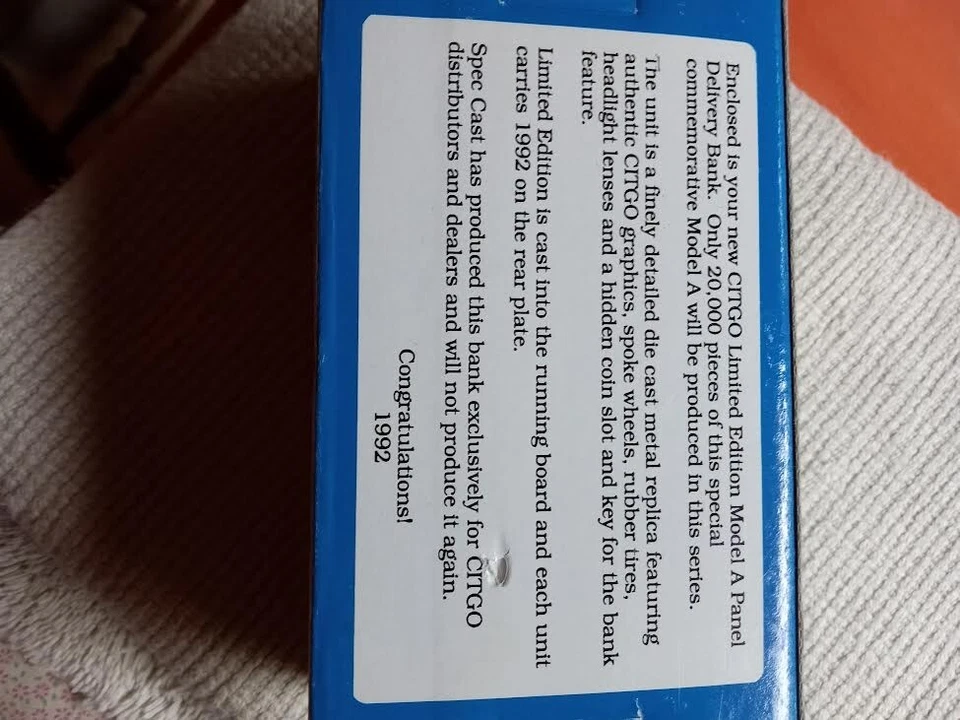 Enclosed is your new CITGO Limited Edition Model A Panel
Delivery Bank. Only 20,000 pieces of this special
commemorative Model A will be produced in this series.
The unit is a finely detailed die cast metal replica featuring
authentic CITGO graphics, spoke wheels, rubber tires,
headlight lenses and a hidden coin slot and key for the bank
feature.
Limited Edition is cast into the running board and each unit
carries 1992 on the rear plate.
Spec Cast has produced this bank exclusively for CITGO
distributors and dealers and will not produce it again.
Congratulations!
1992